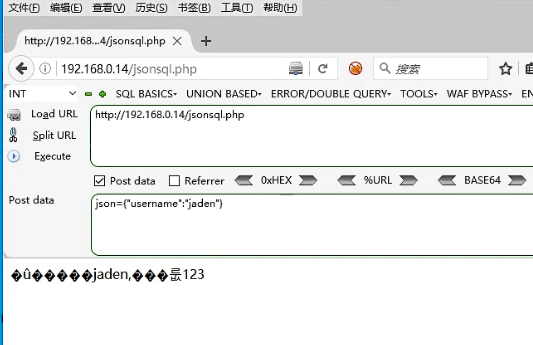 文件(F) 编辑(E) 查看(V) 历史(S) 书签(B) 工具(T) 帮助(H)
http://192.168...4/jsonsql.php
192.168.0.14/jsonsql.php
搜索
INT SQL BASICS UNION BASED ERROR/DOUBLE QUERY TOOLS WAF BYPASS EN
Load URL
http://192.168.0.14/jsonsql.php
Split URL
Execute
Post data Referrer 0xHEX %URL BASE64
Post data
json={"username":"jaden"}
�û�����jaden,���룺123